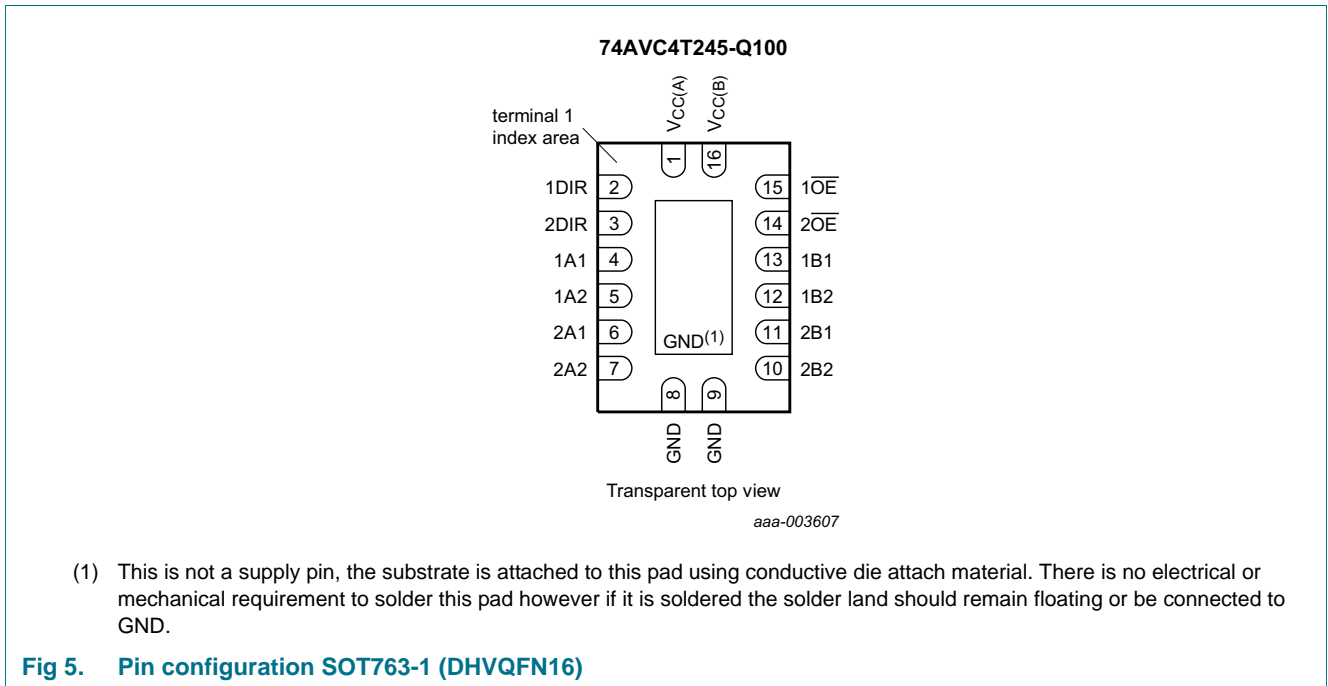 74AVC4T245-Q100
terminal 1
index area
VCC(A)
VCC(B)
1
16
1DIR 2
15 1OE
2DIR 3
14 2OE
1A1 4
13 1B1
1A2 5
12 1B2
2A1 6
11 2B1
2A2 7
10 2B2
GND(1)
8
9
GND
GND
Transparent top view
aaa-003607
(1) This is not a supply pin, the substrate is attached to this pad using conductive die attach material. There is no electrical or
mechanical requirement to solder this pad however if it is soldered the solder land should remain floating or be connected to
GND.
Fig 5. Pin configuration SOT763-1 (DHVQFN16)